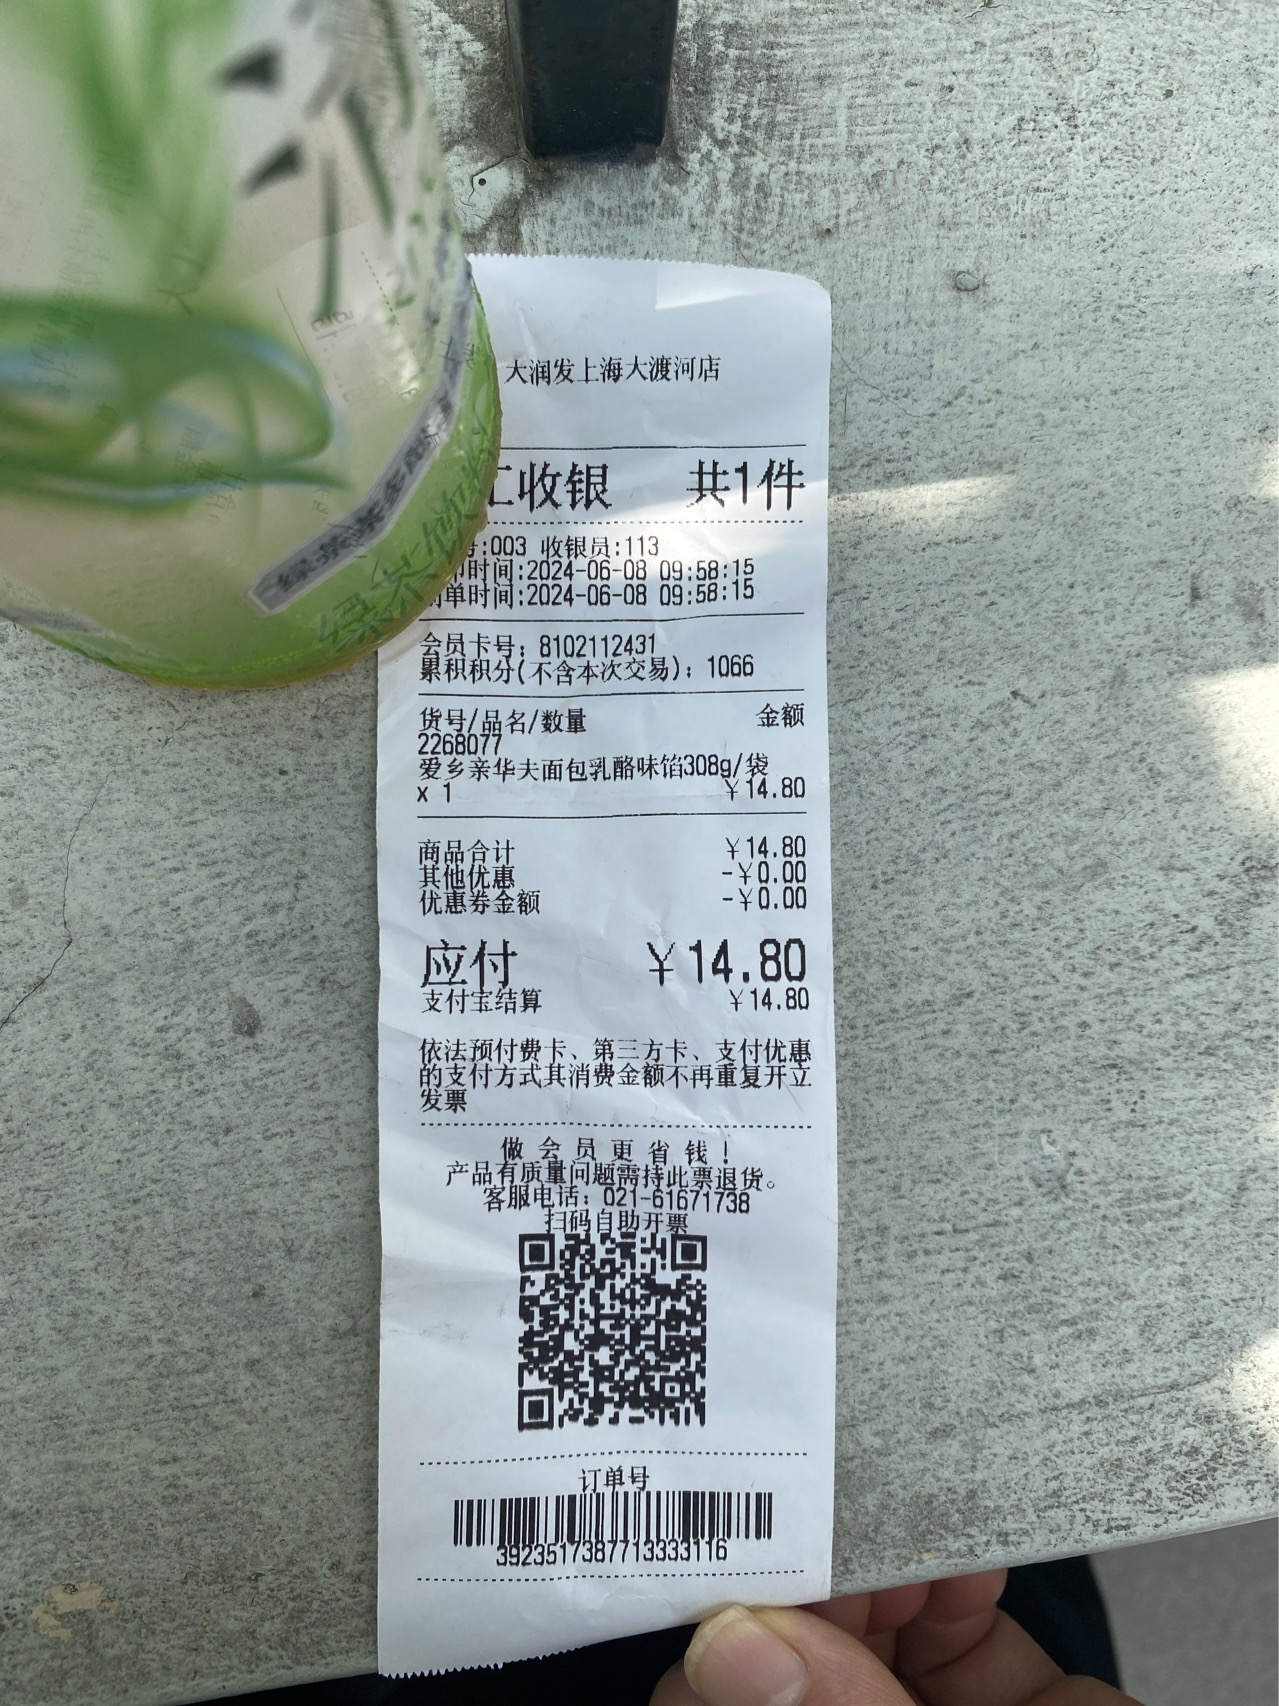 大润发上海大渡河店
汇收银 共1件
号:003 收银员:113
印时间:2024-06-08 09:58:15
单时间:2024-06-08 09:58:15
会员卡号：8102112431
累积积分(不含本次交易)：1066
货号/品名/数量 金额
2268077
爱乡亲华夫面包乳酪味馅308g/袋
x 1 ￥14.80
商品合计 ￥14.80
其他优惠 -￥0.00
优惠券金额 -￥0.00
应付 ￥14.80
支付宝结算 ￥14.80
依法预付费卡、第三方卡、支付优惠
的支付方式其消费金额不再重复开立
发票
做会员更省钱！
产品有质量问题需持此票退货。
客服电话：021-61671738
扫码自助开票
订单号
3923517387713333116